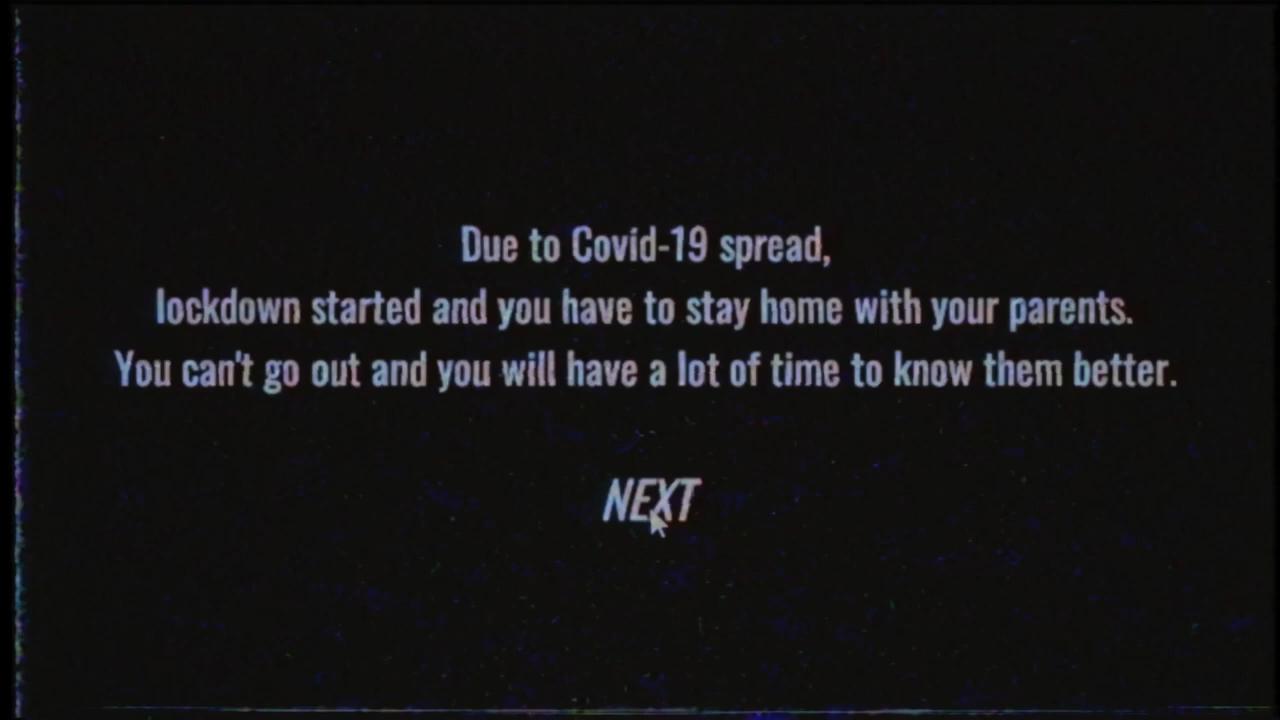 Due to Covid-19 spread,
lockdown started and you have to stay home with your parents.
You can't go out and you will have a lot of time to know them better.
NEXT